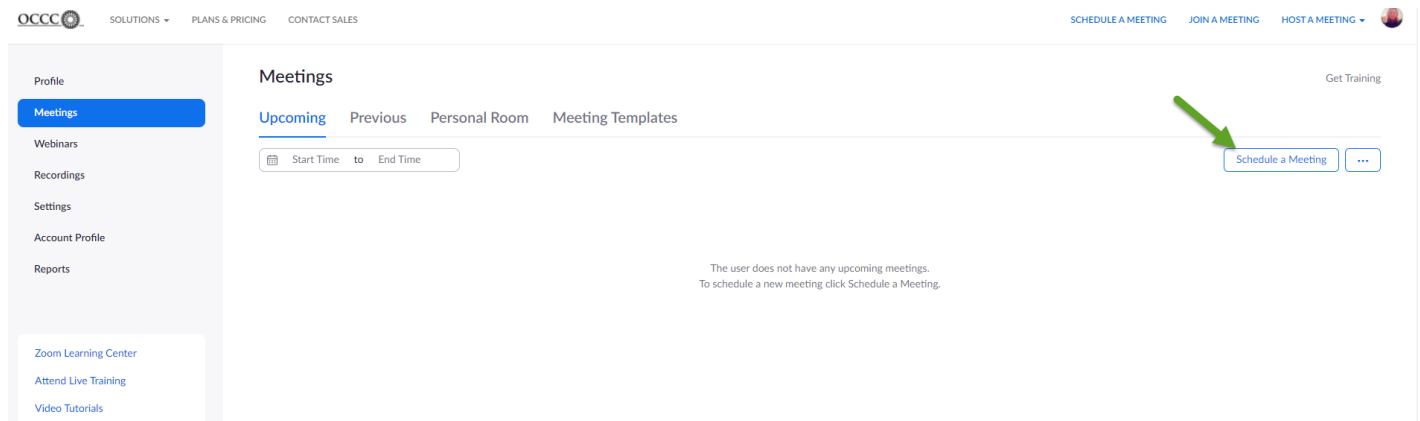 OCCC SOLUTIONS PLANS & PRICING CONTACT SALES SCHEDULE A MEETING JOIN A MEETING HOST A MEETING
Profile
Meetings
Webinars
Recordings
Settings
Account Profile
Reports
Zoom Learning Center
Attend Live Training
Video Tutorials
Meetings
Get Training
Upcoming Previous Personal Room Meeting Templates
Start Time to End Time
Schedule a Meeting ...
The user does not have any upcoming meetings.
To schedule a new meeting click Schedule a Meeting.